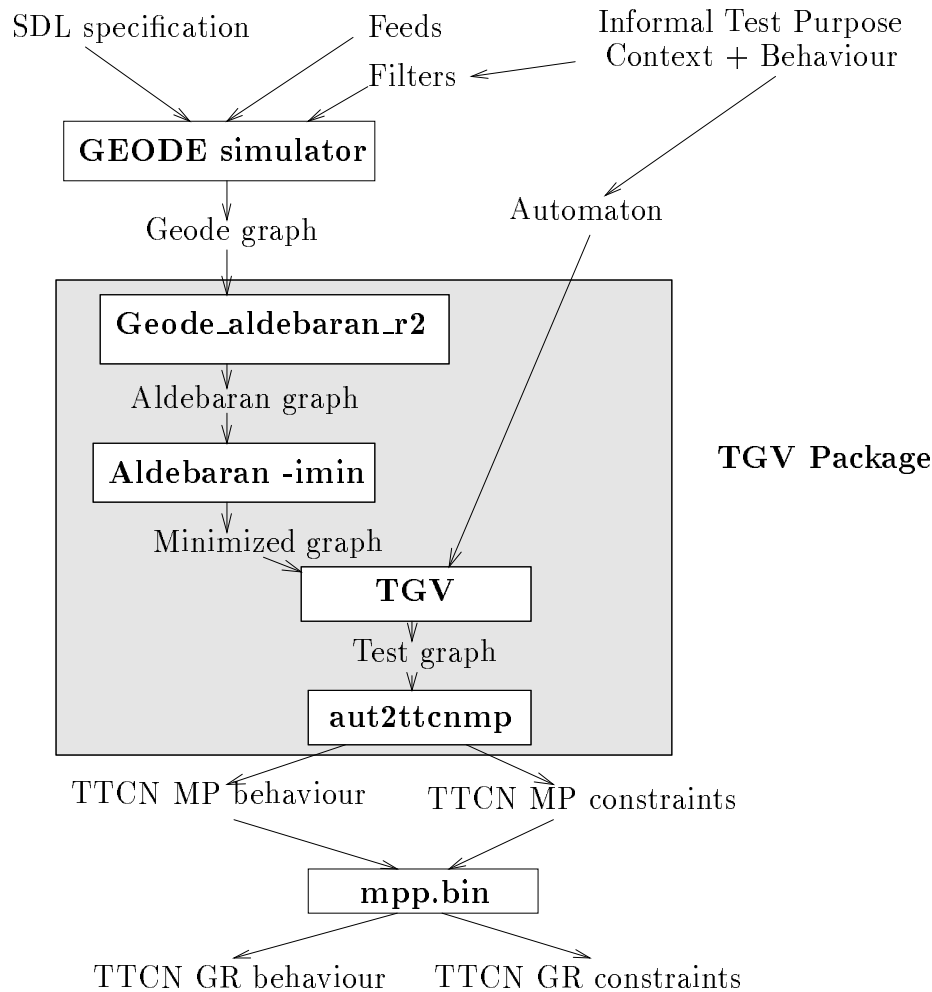 SDL specification
Feeds
Informal Test Purpose
Context + Behaviour
Filters
GEODE simulator
Geode graph
Automaton
Geode_aldebaran_r2
Aldebaran graph
Aldebaran -imin
TGV Package
Minimized graph
TGV
Test graph
aut2ttcnmp
TTCN MP behaviour
TTCN MP constraints
mpp.bin
TTCN GR behaviour
TTCN GR constraints